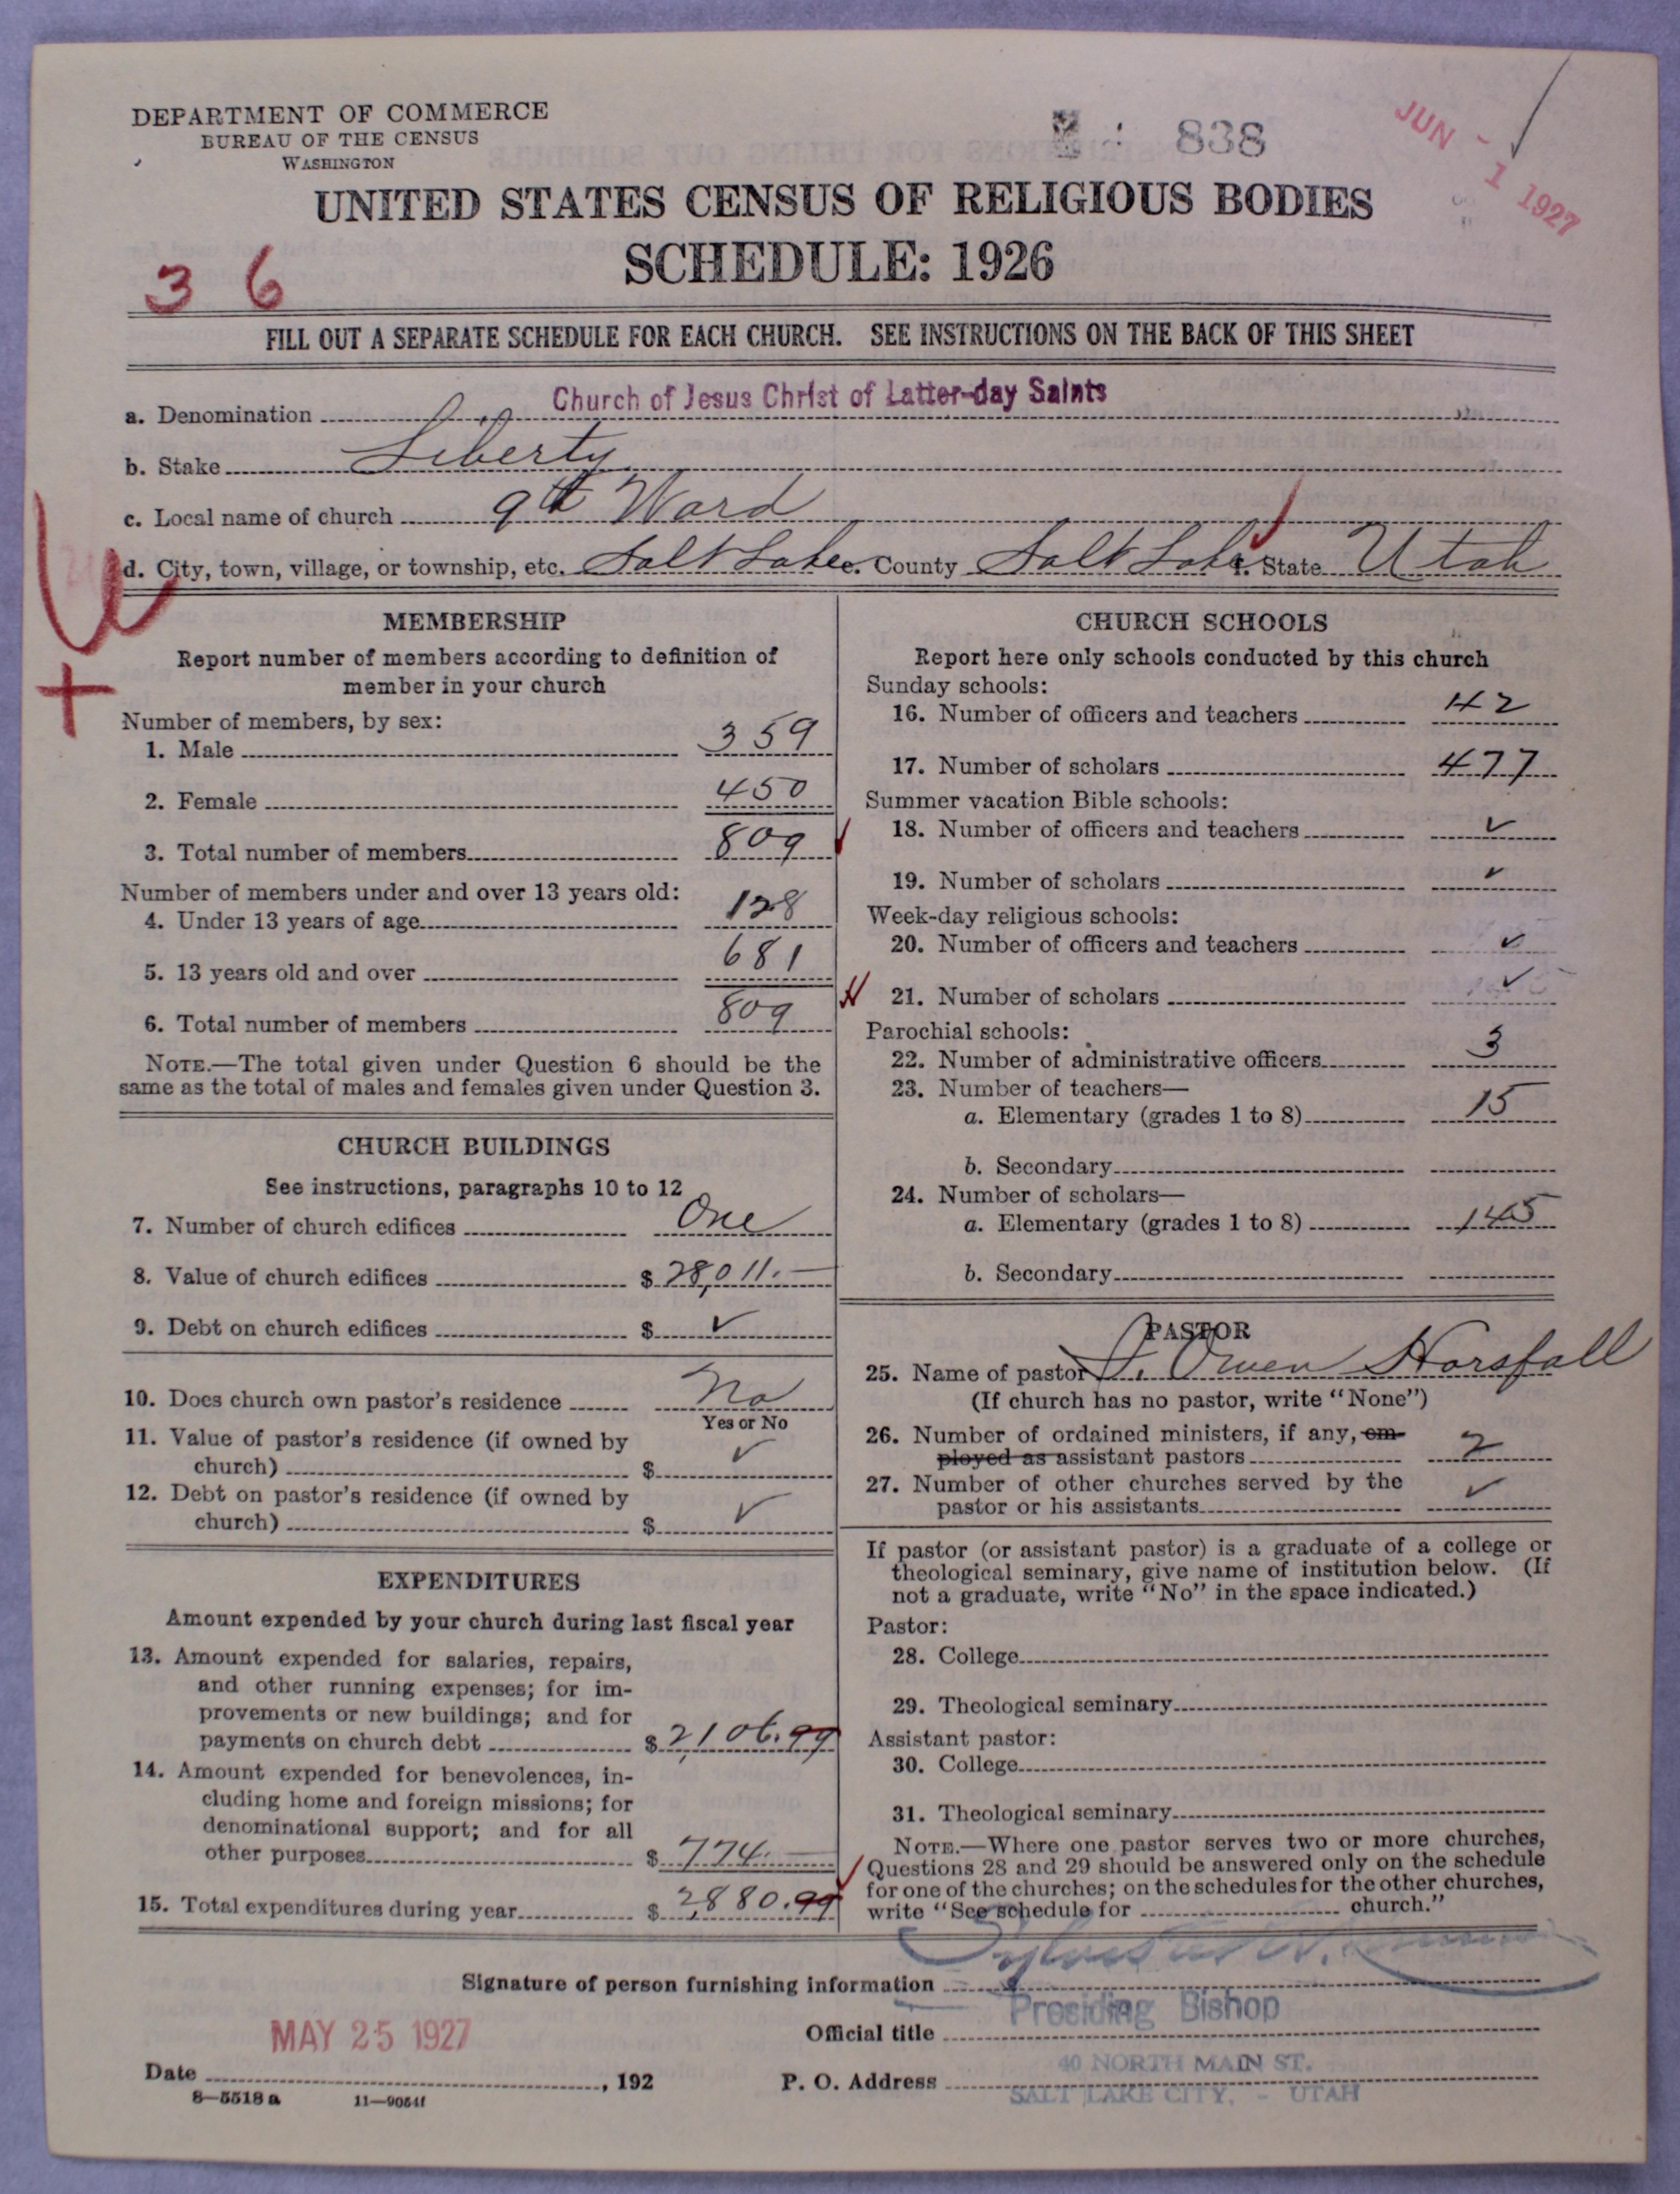 DEPARTMENT OF COMMERCE
BUREAU OF THE CENSUS
WASHINGTON
838
JUN - 1 1927
UNITED STATES CENSUS OF RELIGIOUS BODIES
SCHEDULE: 1926
3 6
FILL OUT A SEPARATE SCHEDULE FOR EACH CHURCH. SEE INSTRUCTIONS ON THE BACK OF THIS SHEET
a. Denomination Church of Jesus Christ of Latter-day Saints
b. Stake Liberty
c. Local name of church 9th Ward
d. City, town, village, or township, etc. Salt Lake e. County Salt Lake f. State Utah
MEMBERSHIP
Report number of members according to definition of
member in your church
Number of members, by sex:
1. Male 359
2. Female 450
3. Total number of members 809
Number of members under and over 13 years old:
4. Under 13 years of age 128
5. 13 years old and over 681
6. Total number of members 809
NOTE.—The total given under Question 6 should be the
same as the total of males and females given under Question 3.
CHURCH BUILDINGS
See instructions, paragraphs 10 to 12
7. Number of church edifices One
8. Value of church edifices $ 28,011.—
9. Debt on church edifices $ ✓
10. Does church own pastor's residence No
Yes or No
11. Value of pastor's residence (if owned by
church) $ ✓
12. Debt on pastor's residence (if owned by
church) $ ✓
EXPENDITURES
Amount expended by your church during last fiscal year
13. Amount expended for salaries, repairs,
and other running expenses; for im-
provements or new buildings; and for
payments on church debt $ 2,106.99
14. Amount expended for benevolences, in-
cluding home and foreign missions; for
denominational support; and for all
other purposes $ 774.—
15. Total expenditures during year $ 2,880.99
CHURCH SCHOOLS
Report here only schools conducted by this church
Sunday schools:
16. Number of officers and teachers 42
17. Number of scholars 477
Summer vacation Bible schools:
18. Number of officers and teachers ✓
19. Number of scholars ✓
Week-day religious schools:
20. Number of officers and teachers ✓
21. Number of scholars ✓
Parochial schools:
22. Number of administrative officers 3
23. Number of teachers—
a. Elementary (grades 1 to 8) 15
b. Secondary
24. Number of scholars—
a. Elementary (grades 1 to 8) 145
b. Secondary
PASTOR
25. Name of pastor Owen Horsfall
(If church has no pastor, write "None")
26. Number of ordained ministers, if any, em-
ployed as assistant pastors 2
27. Number of other churches served by the
pastor or his assistants ✓
If pastor (or assistant pastor) is a graduate of a college or
theological seminary, give name of institution below. (If
not a graduate, write "No" in the space indicated.)
Pastor:
28. College
29. Theological seminary
Assistant pastor:
30. College
31. Theological seminary
NOTE.—Where one pastor serves two or more churches,
Questions 28 and 29 should be answered only on the schedule
for one of the churches; on the schedules for the other churches,
write "See schedule for church."
Signature of person furnishing information
Official title Presiding Bishop
MAY 25 1927
Date , 192
P. O. Address 40 NORTH MAIN ST.
SALT LAKE CITY, - UTAH
8—5518 a 11—9054f